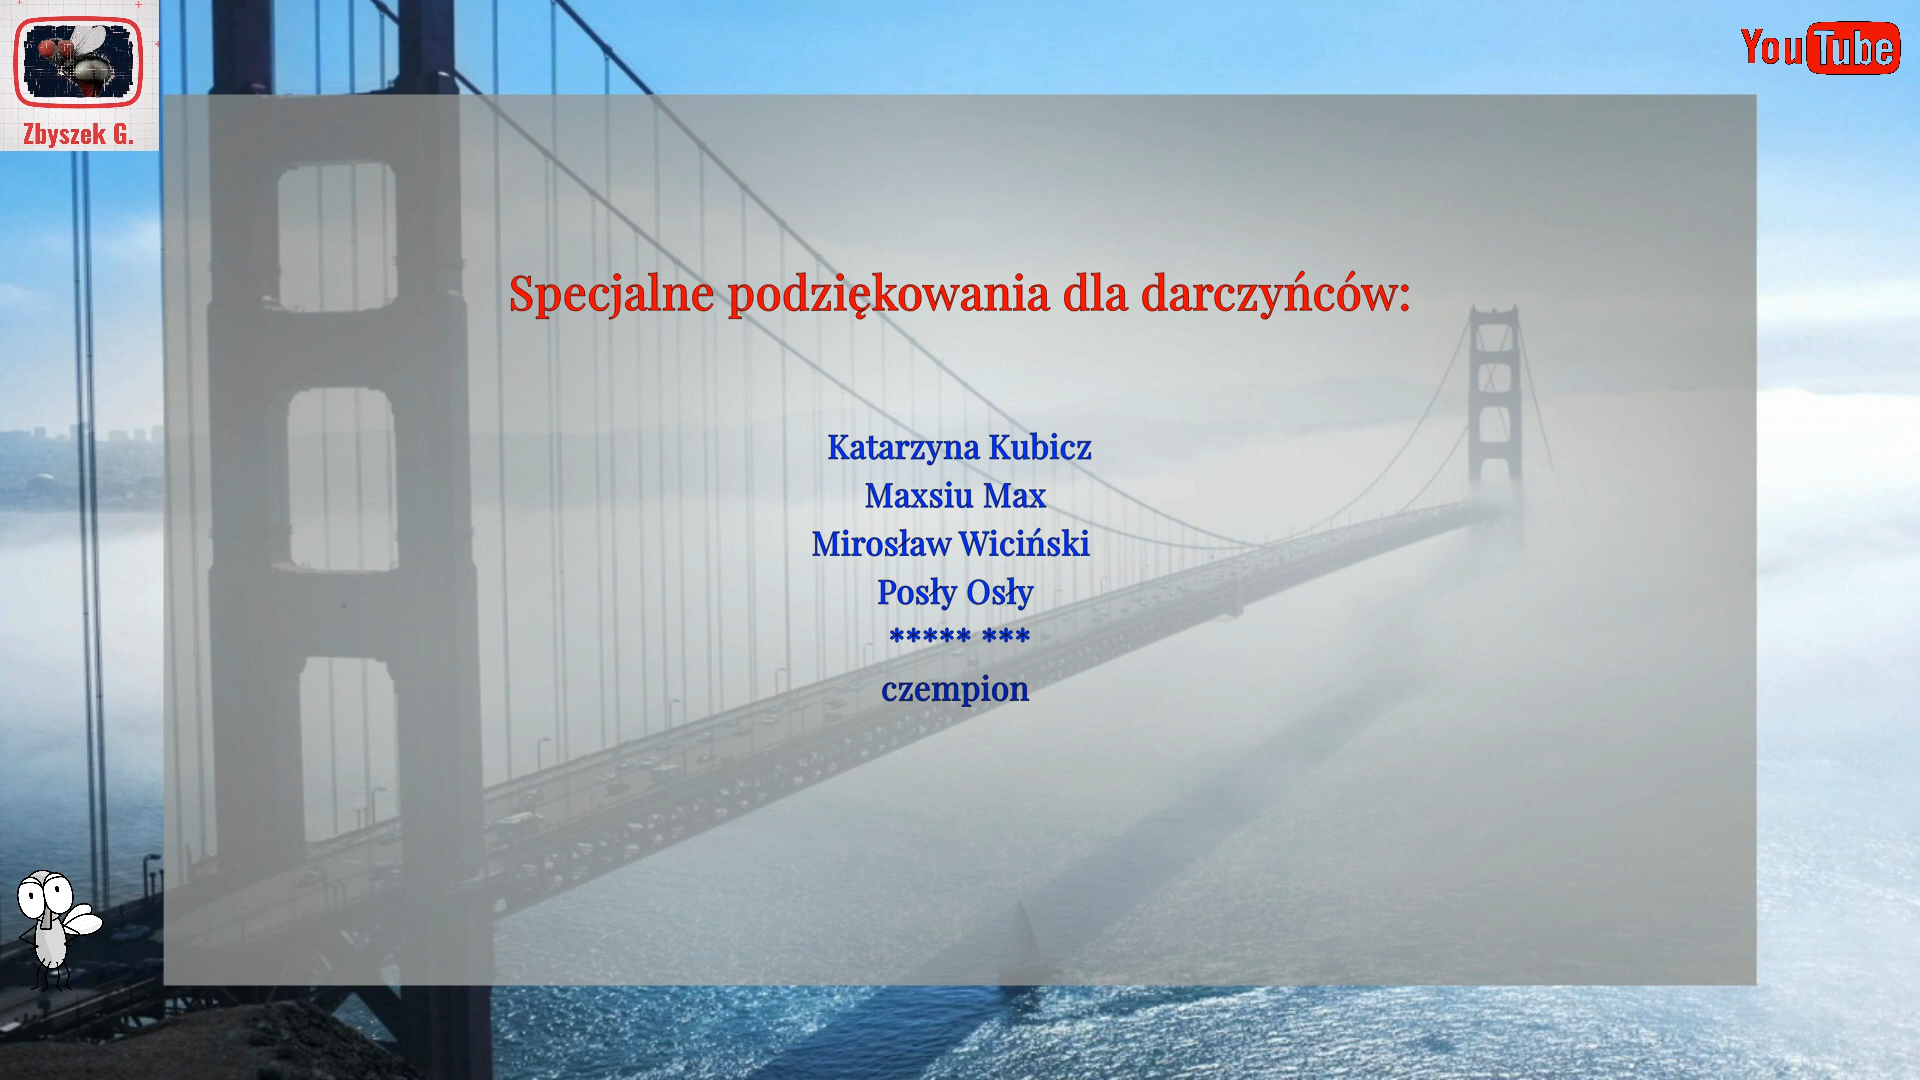 Zbyszek G.
YouTube
Specjalne podziękowania dla darczyńców:
Katarzyna Kubicz
Maxsiu Max
Mirosław Wiciński
Posły Osły
***** ***
czempion